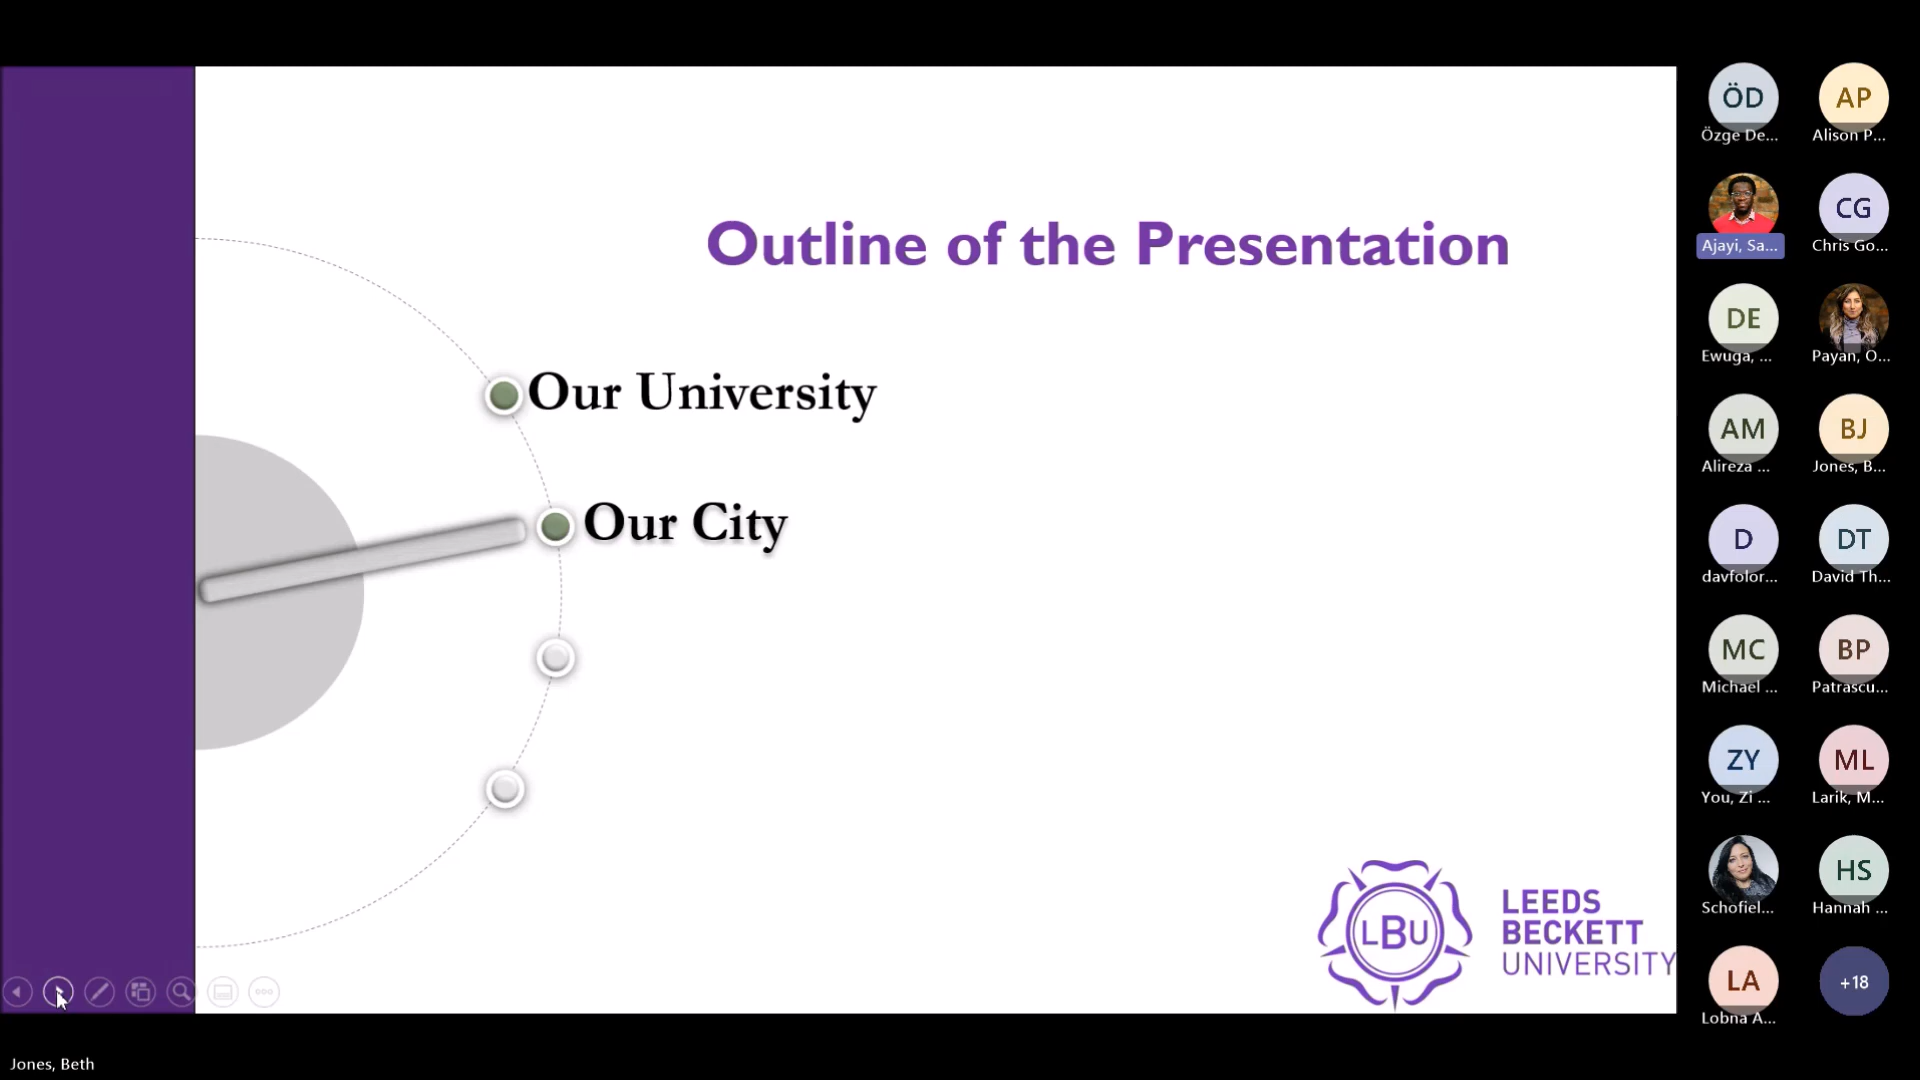 Outline of the Presentation
Our University
Our City
LBU
LEEDS
BECKETT
UNIVERSITY
Jones, Beth
ÖD
Özge De...
AP
Alison P...
Ajayi, Sa...
CG
Chris Go...
DE
Ewuga, ...
Payan, O...
AM
Alireza ...
BJ
Jones, B...
D
davfolor...
DT
David Th...
MC
Michael ...
BP
Patrascu...
ZY
You, Zi ...
ML
Larik, M...
Schofiel...
HS
Hannah ...
LA
Lobna A...
+18